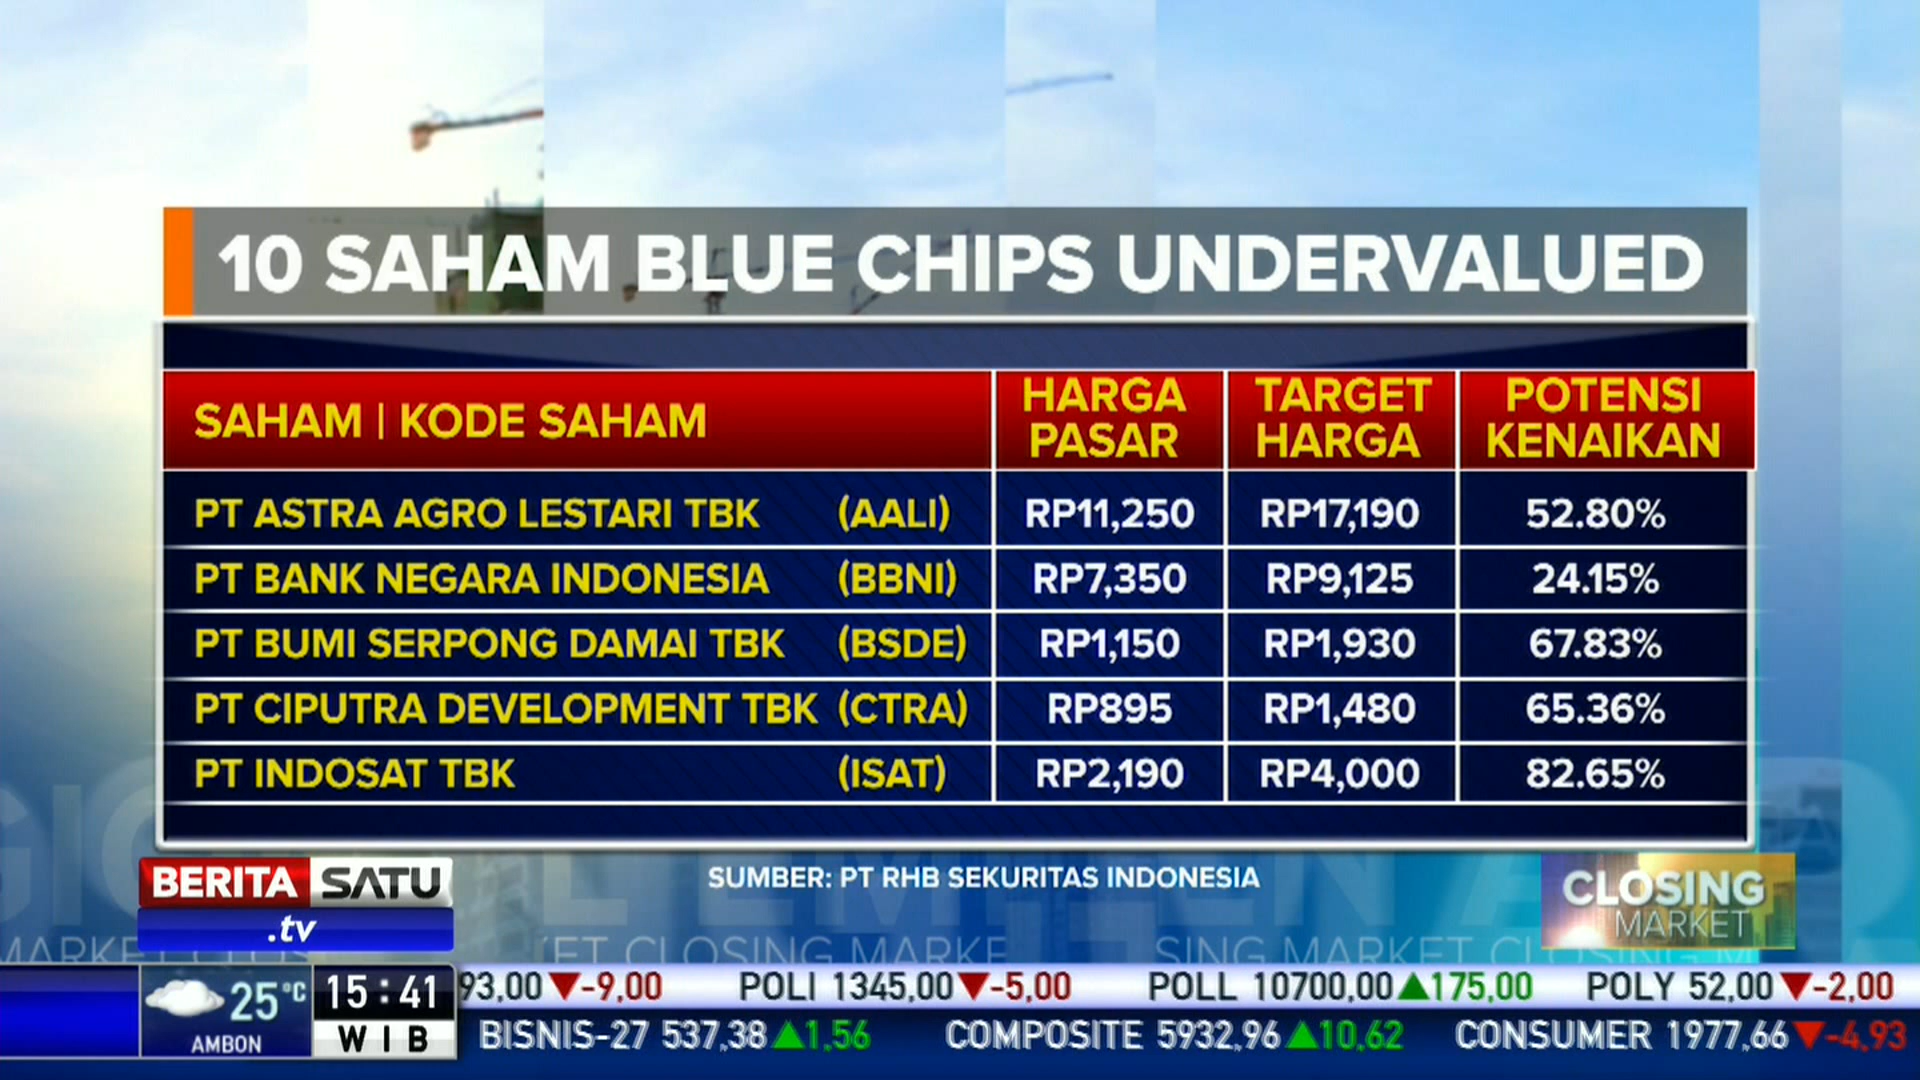 10 SAHAM BLUE CHIPS UNDERVALUED
SAHAM | KODE SAHAM HARGA PASAR TARGET HARGA POTENSI KENAIKAN
PT ASTRA AGRO LESTARI TBK (AALI) RP11,250 RP17,190 52.80%
PT BANK NEGARA INDONESIA (BBNI) RP7,350 RP9,125 24.15%
PT BUMI SERPONG DAMAI TBK (BSDE) RP1,150 RP1,930 67.83%
PT CIPUTRA DEVELOPMENT TBK (CTRA) RP895 RP1,480 65.36%
PT INDOSAT TBK (ISAT) RP2,190 RP4,000 82.65%
BERITA SATU
.tv
SUMBER: PT RHB SEKURITAS INDONESIA
CLOSING
MARKET
25°C
AMBON
15:41
WIB
93,00▼-9,00 POLI 1345,00▼-5,00 POLL 10700,00▲175,00 POLY 52,00▼-2,00
BISNIS-27 537,38▲1,56 COMPOSITE 5932,96▲10,62 CONSUMER 1977,66▼-4,93